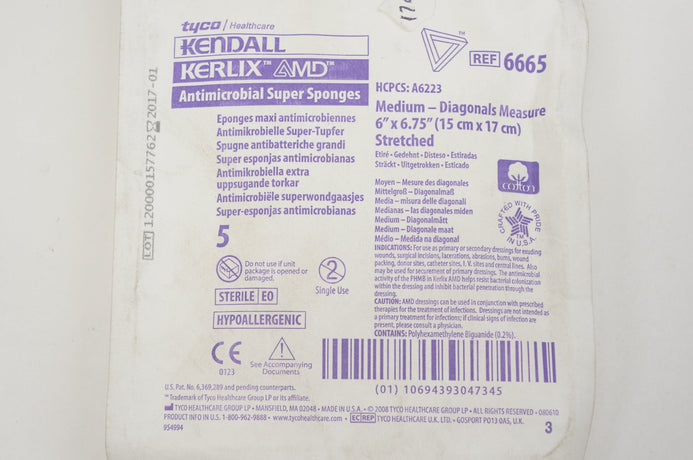 tyco / Healthcare
KENDALL
KERLIX™ AMD™
Antimicrobial Super Sponges
Eponges maxi antimicrobiennes
Antimikrobielle Super-Tupfer
Spugne antibatteriche grandi
Super esponjas antimicrobianas
Antimikrobiella extra
uppsugande torkar
Antimicrobiële superwondgaasjes
Super-esponjas antimicrobianas
5
Do not use if unit
package is opened or
damaged.
2
Single Use
STERILE EO
HYPOALLERGENIC
CE
0123
See Accompanying
Documents
LOT 120000157762 2017-01
™
REF 6665
HCPCS: A6223
Medium – Diagonals Measure
6" x 6.75" (15 cm x 17 cm)
Stretched
Etiré • Gedehnt • Disteso • Estiradas
Sträckt • Uitgetrokken • Esticado
Moyen – Mesure des diagonales
Mittelgroß – Diagonalmaß
Media – misura delle diagonali
Medianas – las diagonales miden
Medium – Diagonalmått
Medium – Diagonale maat
Médio – Medida na diagonal
COTTON
CRAFTED WITH PRIDE
IN U.S.A.
INDICATIONS: For use as primary or secondary dressings for exuding
wounds, surgical incisions, lacerations, abrasions, burns, wound
packing, donor sites, catheter sites, I. V. sites and central lines. Also
may be used for securement of primary dressings. The antimicrobial
activity of the PHMB in Kerlix AMD helps resist bacterial colonization
within the dressing and inhibit bacterial penetration through the
dressing.
CAUTION: AMD dressings can be used in conjunction with prescribed
therapies for the treatment of infections. Dressings are not intended as
a primary treatment for infections; if clinical signs of infection are
present, please consult a physician.
CONTAINS: Polyhexamethylene Biguanide (0.2%).
(01) 10694393047345
U.S. Pat. No. 6,369,289 and pending counterparts.
™Trademark of Tyco Healthcare Group LP or its affiliate.
TYCO HEALTHCARE GROUP LP • MANSFIELD, MA 02048 • MADE IN U.S.A. • © 2008 TYCO HEALTHCARE GROUP LP • ALL RIGHTS RESERVED • 080610
PRODUCT INFO IN U.S. 1-800-962-9888 • www.tycohealthcare.com • EC REP TYCO HEALTHCARE U.K. LTD. • GOSPORT PO13 0AS, U.K.
954994
3